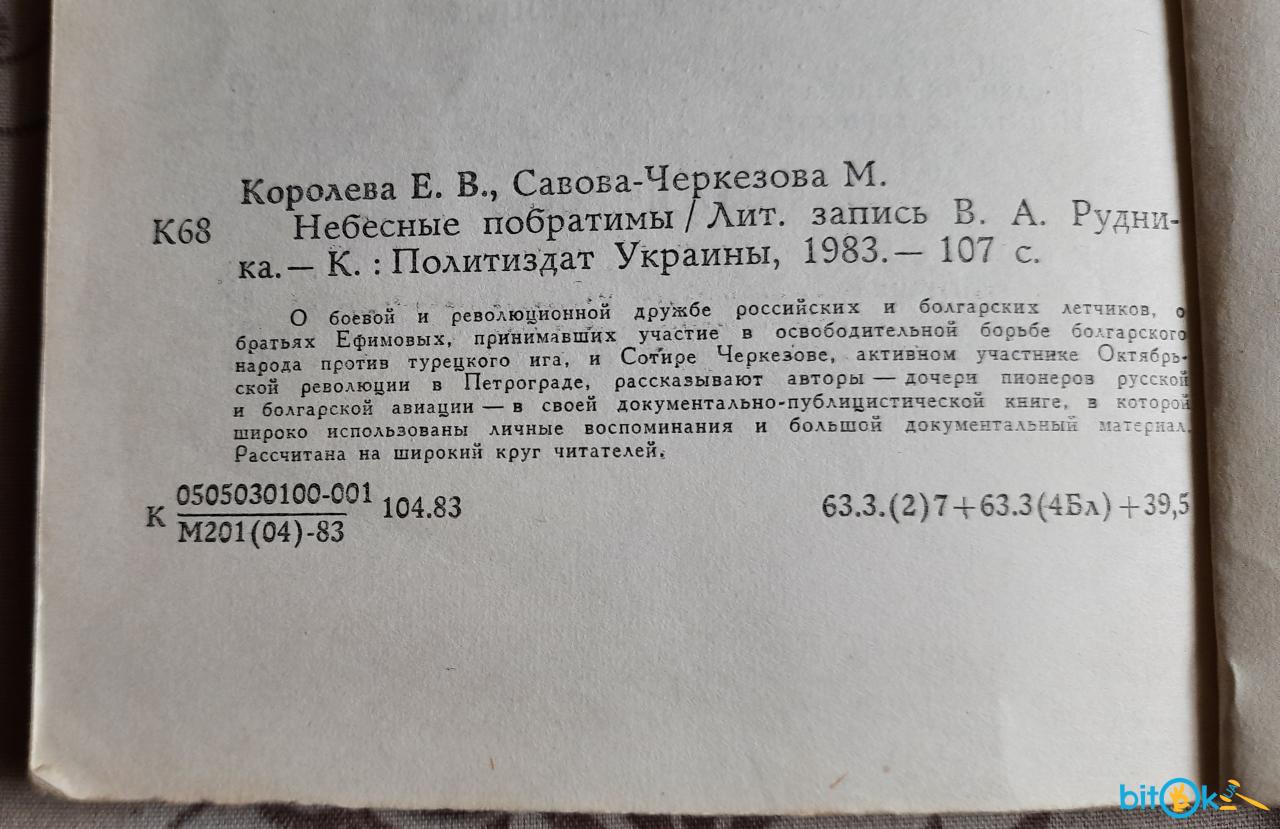 Королева Е. В., Савова-Черкезова М.
К68 Небесные побратимы / Лит. запись В. А. Рудни-
ка.— К. : Политиздат Украины, 1983.— 107 с.
О боевой и революционной дружбе российских и болгарских летчиков, о
братьях Ефимовых, принимавших участие в освободительной борьбе болгарского
народа против турецкого ига, и Сотире Черкезове, активном участнике Октябрь-
ской революции в Петрограде, рассказывают авторы — дочери пионеров русской
и болгарской авиации — в своей документально-публицистической книге, в которой
широко использованы личные воспоминания и большой документальный материал.
Рассчитана на широкий круг читателей.
К 0505030100-001 104.83
М201(04)-83
63.3.(2)7+63.3(4Бл)+39,5
bitOk